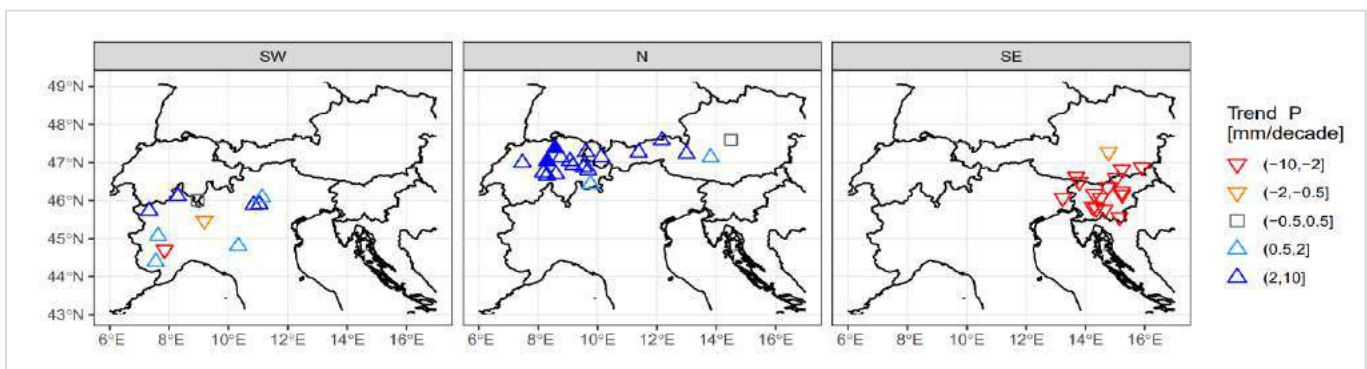 SW N SE
49°N
48°N
47°N
46°N
45°N
44°N
43°N
6°E 8°E 10°E 12°E 14°E 16°E 6°E 8°E 10°E 12°E 14°E 16°E 6°E 8°E 10°E 12°E 14°E 16°E
Trend P
[mm/decade]
(-10,-2]
(-2,-0.5]
(-0.5,0.5]
(0.5,2]
(2,10]